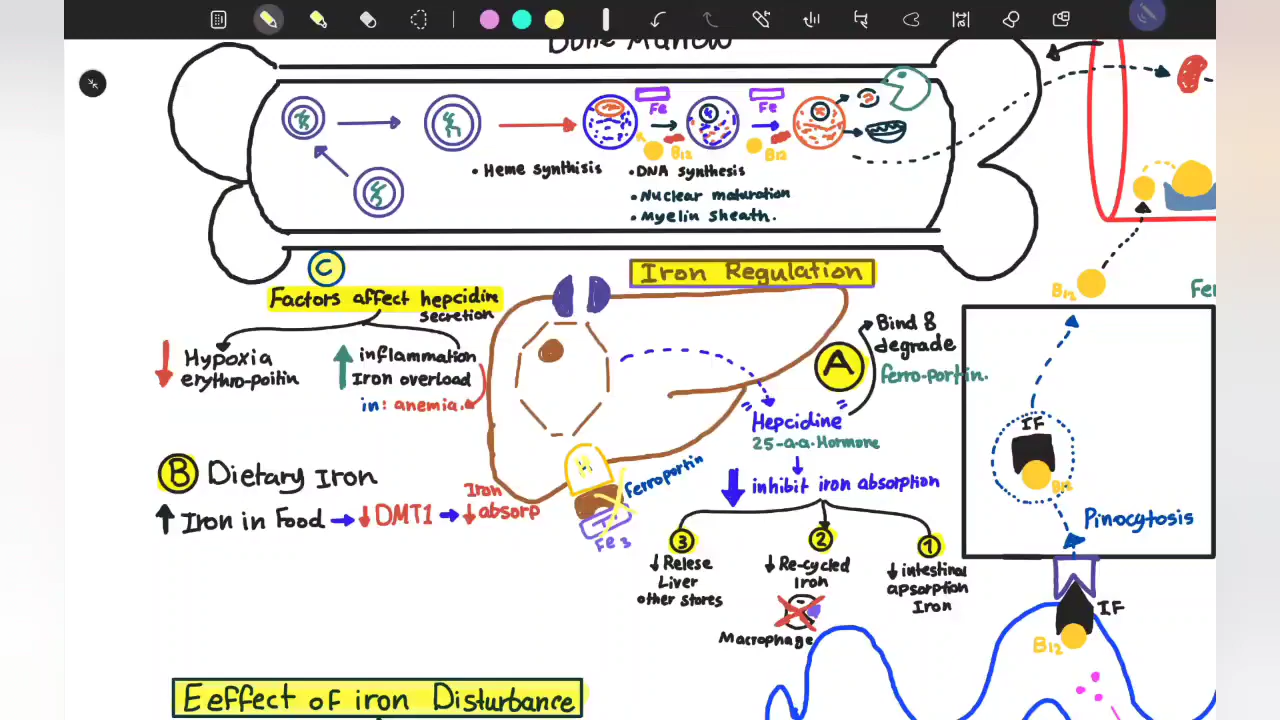 Bone Marrow
Fe
Fe
B12
B12
• Heme synthisis
• DNA synthesis
• Nuclear maturation
• Myelin sheath.
B12
Iron Regulation
C
Factors affect hepcidin
secretion
Hypoxia
erythro-poitin
inflammation
Iron overload
in: anemia.
A
Bind &
degrade
ferro-portin.
Hepcidine
25-a.a.Hormone
↓ inhibit iron absorption
B Dietary Iron
↑ Iron in Food → ↓ DMT1 → ↓ Iron
absorp
ferroportin
Fe 3
3
↓ Relese
Liver
other stores
2
↓ Re-cycled
Iron
Macrophage
1
↓ intestinal
apsorption
Iron
IF
B12
Pinocytosis
IF
B12
Eeffect of iron Disturbance